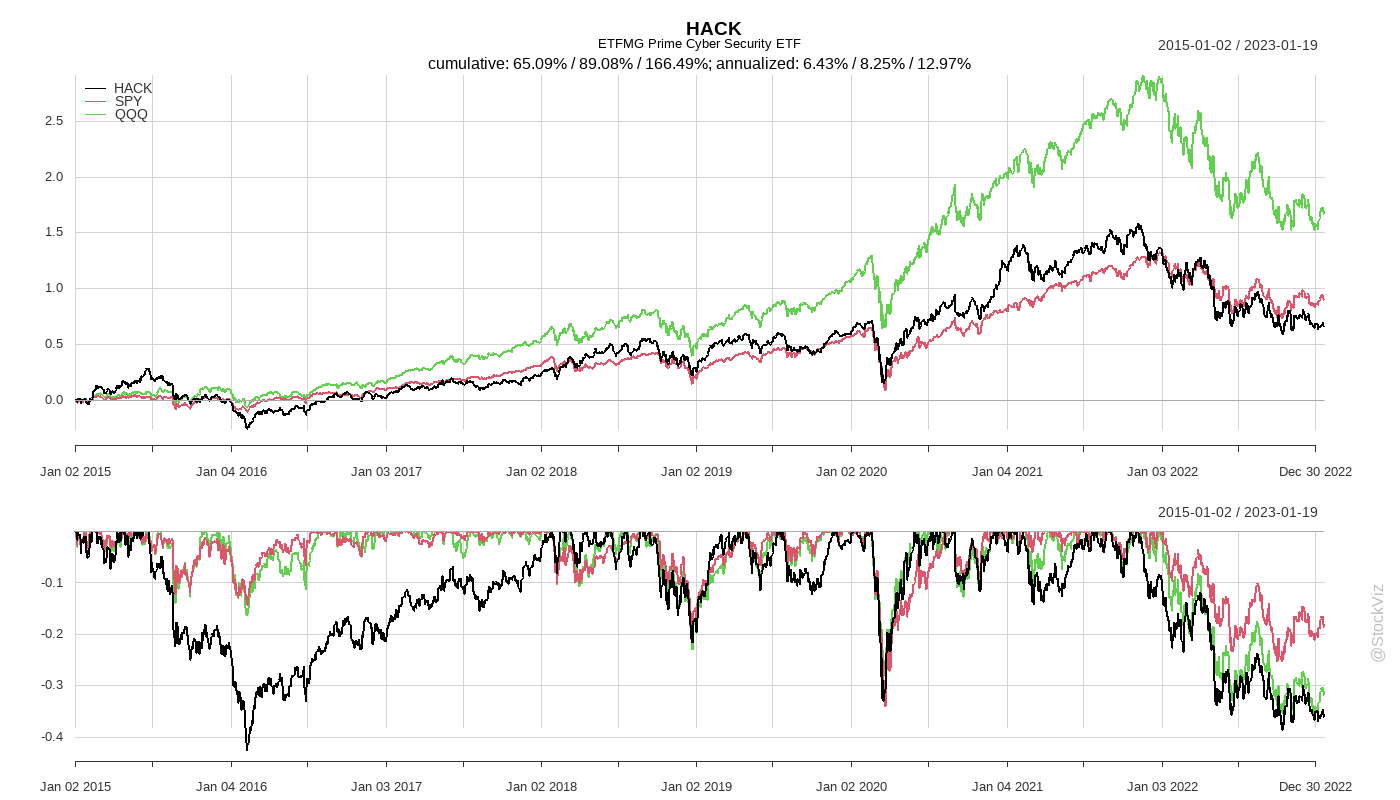 HACK
ETFMG Prime Cyber Security ETF
2015-01-02 / 2023-01-19
cumulative: 65.09% / 89.08% / 166.49%; annualized: 6.43% / 8.25% / 12.97%
HACK
SPY
QQQ
2.5
2.0
1.5
1.0
0.5
0.0
Jan 02 2015 Jan 04 2016 Jan 03 2017 Jan 02 2018 Jan 02 2019 Jan 02 2020 Jan 04 2021 Jan 03 2022 Dec 30 2022
2015-01-02 / 2023-01-19
-0.1
-0.2
-0.3
-0.4
Jan 02 2015 Jan 04 2016 Jan 03 2017 Jan 02 2018 Jan 02 2019 Jan 02 2020 Jan 04 2021 Jan 03 2022 Dec 30 2022
@StockViz